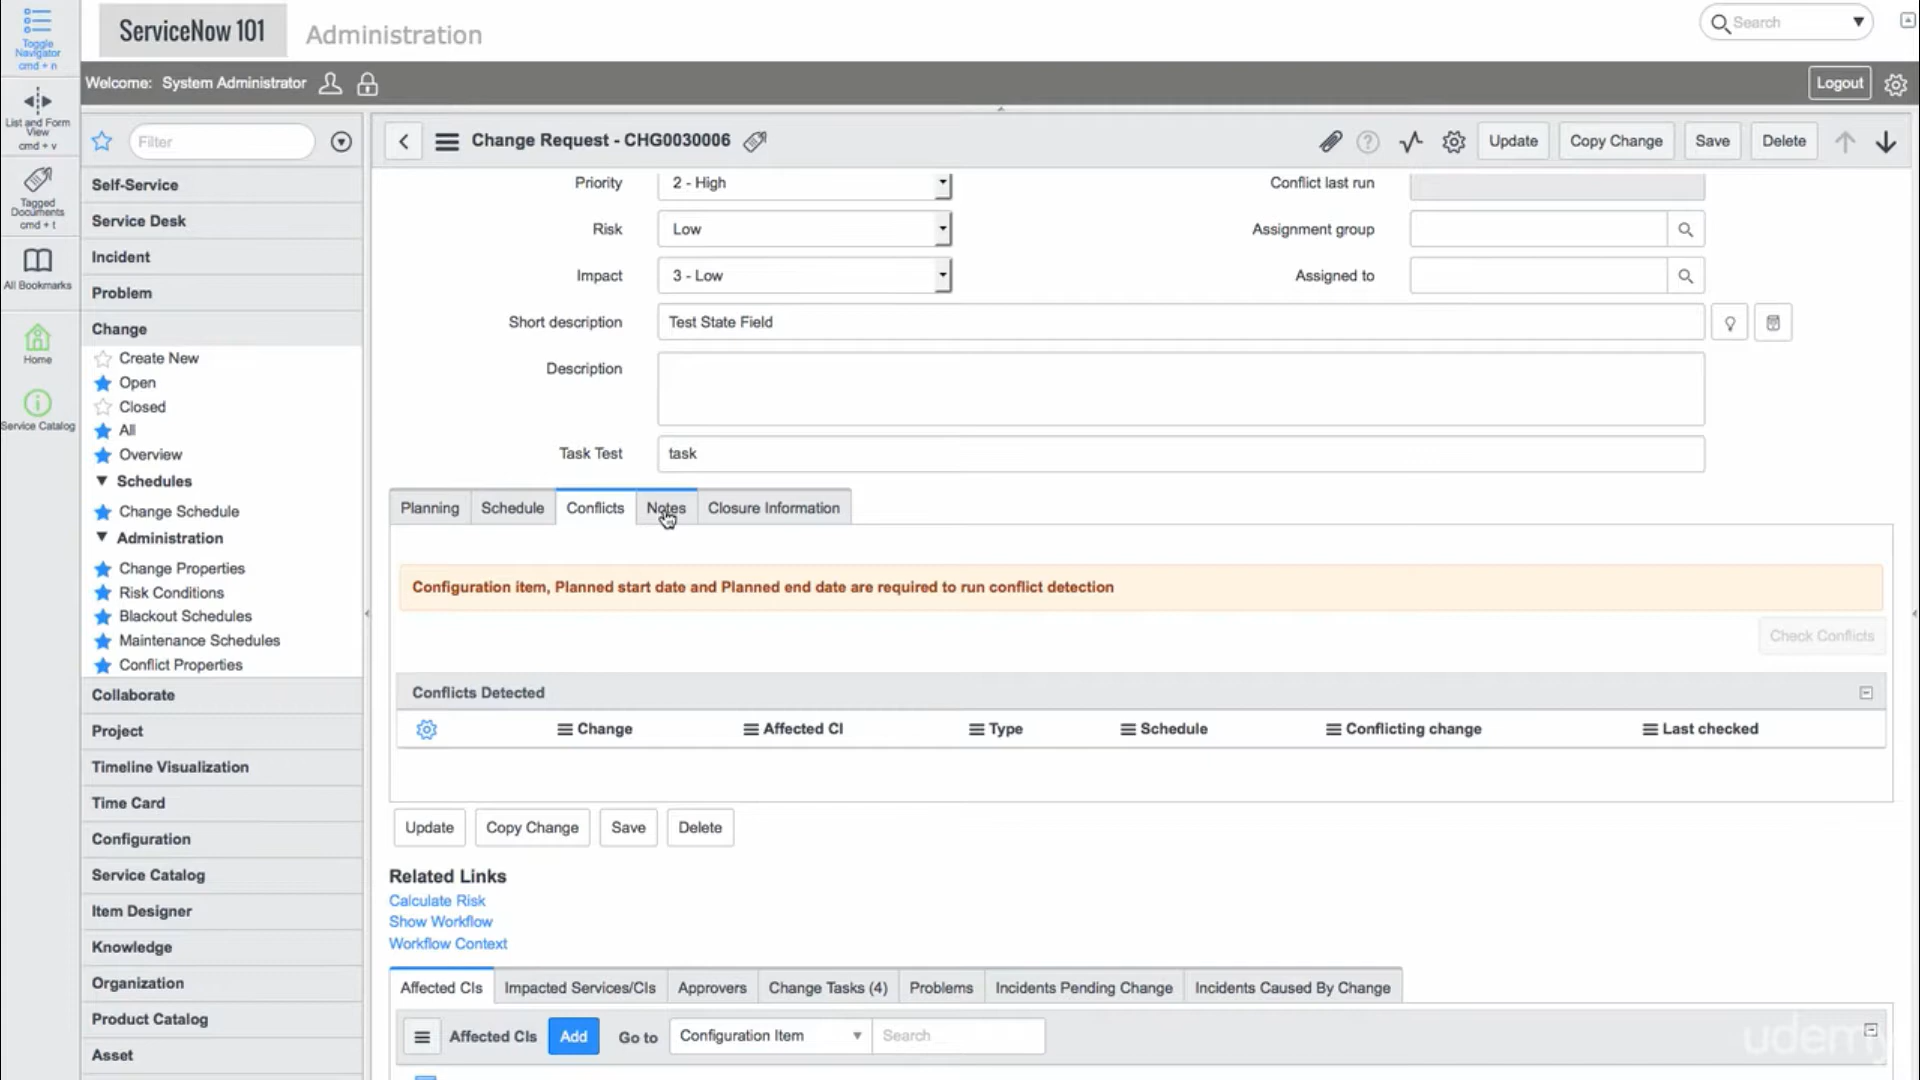 Toggle
Navigator
cmd + n
List and Form
View
cmd + v
Tagged
Documents
cmd + t
All Bookmarks
Home
Service Catalog
ServiceNow 101
Administration
Search
Welcome: System Administrator
Logout
Filter
Self-Service
Service Desk
Incident
Problem
Change
Create New
Open
Closed
All
Overview
Schedules
Change Schedule
Administration
Change Properties
Risk Conditions
Blackout Schedules
Maintenance Schedules
Conflict Properties
Collaborate
Project
Timeline Visualization
Time Card
Configuration
Service Catalog
Item Designer
Knowledge
Organization
Product Catalog
Asset
Change Request - CHG0030006
Update
Copy Change
Save
Delete
Priority 2 - High
Conflict last run
Risk Low
Assignment group
Impact 3 - Low
Assigned to
Short description Test State Field
Description
Task Test task
Planning Schedule Conflicts Notes Closure Information
Configuration item, Planned start date and Planned end date are required to run conflict detection
Check Conflicts
Conflicts Detected
Change Affected CI Type Schedule Conflicting change Last checked
Update Copy Change Save Delete
Related Links
Calculate Risk
Show Workflow
Workflow Context
Affected CIs Impacted Services/CIs Approvers Change Tasks (4) Problems Incidents Pending Change Incidents Caused By Change
Affected CIs Add Go to Configuration Item Search
udemy